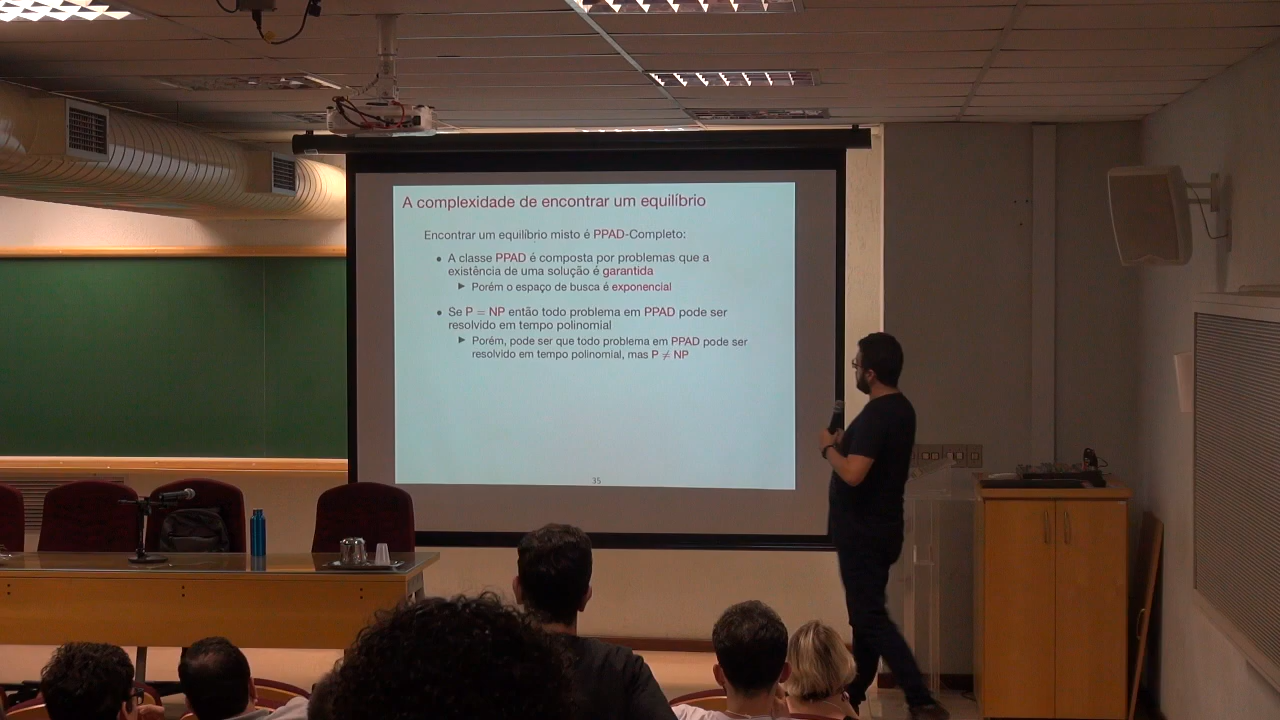 A complexidade de encontrar um equilíbrio
Encontrar um equilíbrio misto é PPAD-Completo:
• A classe PPAD é composta por problemas que a
existência de uma solução é garantida
▶ Porém o espaço de busca é exponencial
• Se P = NP então todo problema em PPAD pode ser
resolvido em tempo polinomial
▶ Porém, pode ser que todo problema em PPAD pode ser
resolvido em tempo polinomial, mas P ≠ NP
35